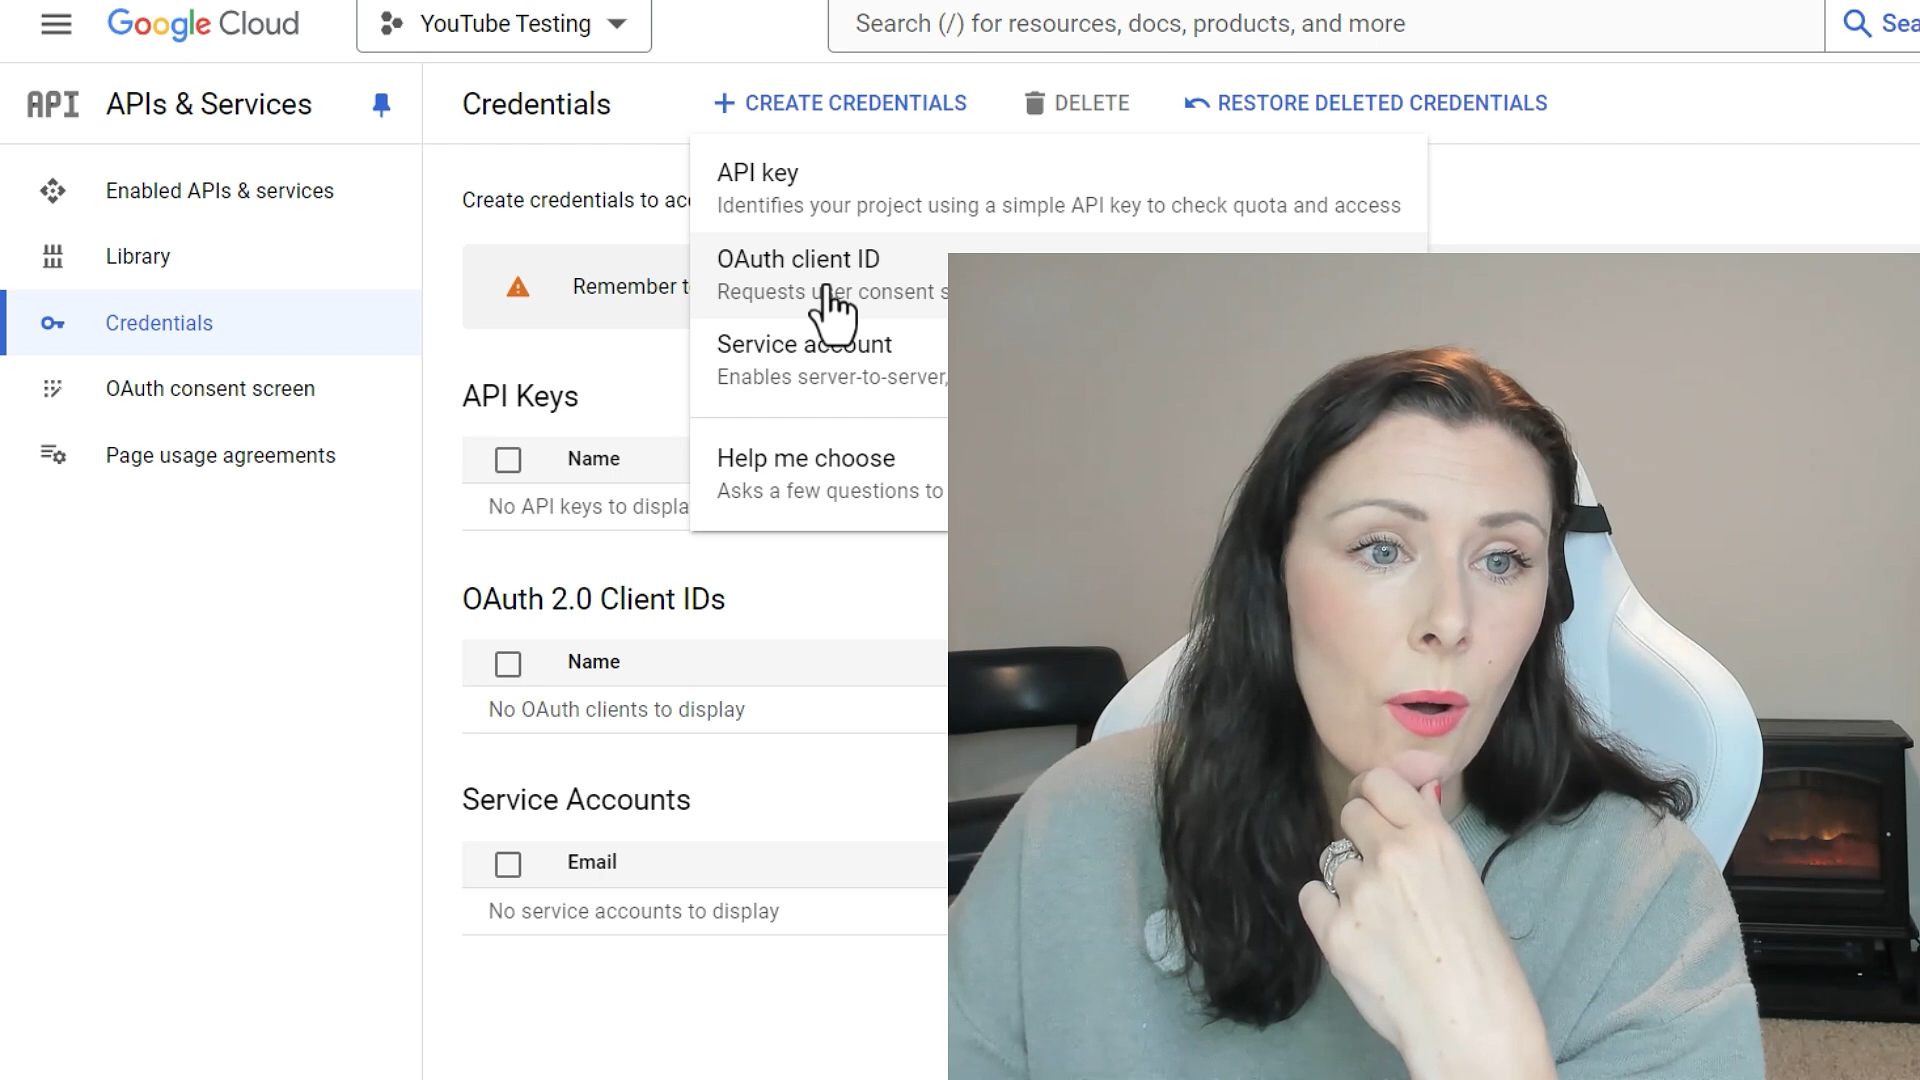 Google Cloud
YouTube Testing
Search (/) for resources, docs, products, and more
API
APIs & Services
Credentials
CREATE CREDENTIALS
DELETE
RESTORE DELETED CREDENTIALS
Enabled APIs & services
Library
Credentials
OAuth consent screen
Page usage agreements
Create credentials to
Remember
API key
Identifies your project using a simple API key to check quota and access
OAuth client ID
Requests user consent
Service account
Enables server-to-server,
Help me choose
Asks a few questions to
API Keys
Name
No API keys to
OAuth 2.0 Client IDs
Name
No OAuth clients to display
Service Accounts
Email
No service accounts to display